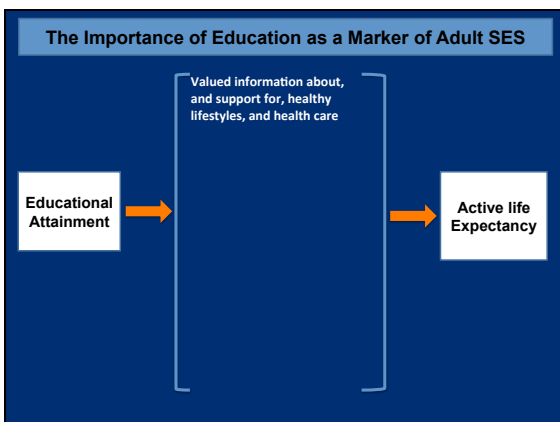 The Importance of Education as a Marker of Adult SES
Valued information about,
and support for, healthy
lifestyles, and health care
Educational
Attainment
Active life
Expectancy